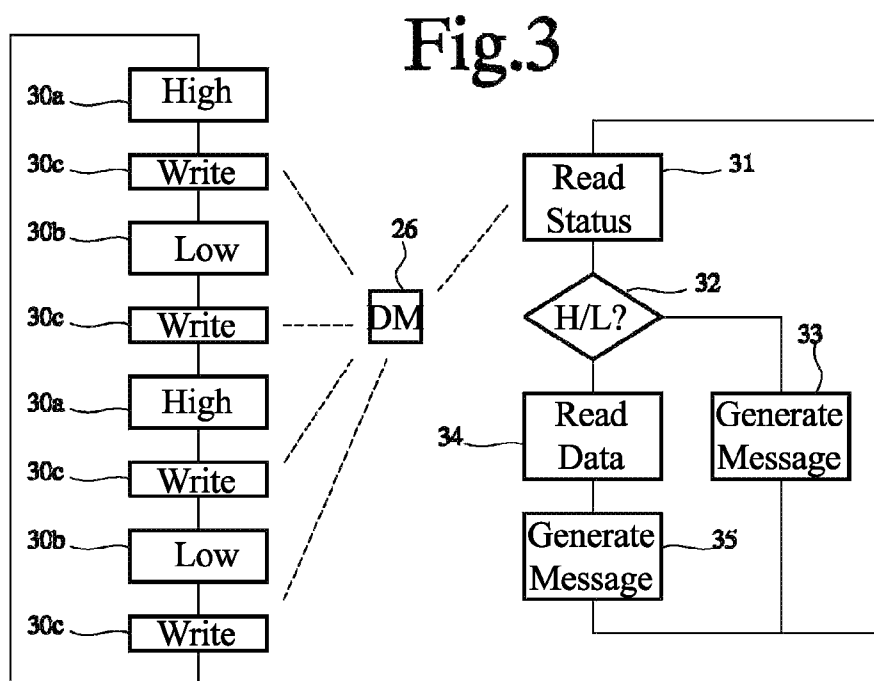 Fig.3
30a
High
30c
Write
30b
Low
30c
Write
30a
High
30c
Write
30b
Low
30c
Write
26
DM
31
Read
Status
32
H/L?
33
Generate
Message
34
Read
Data
35
Generate
Message